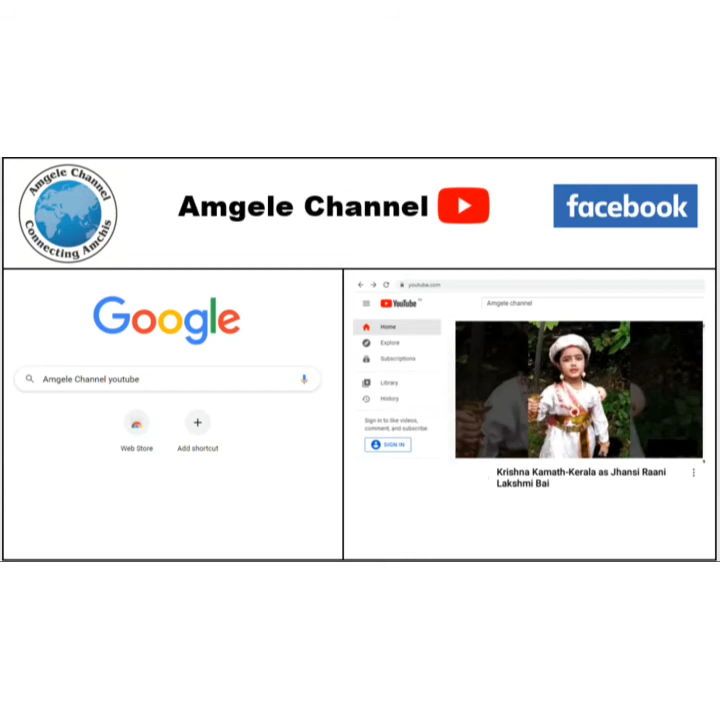 Amgele Channel
Connecting Amchis
Amgele Channel
facebook
Google
Amgele Channel youtube
Web Store
Add shortcut
youtube.com
YouTube
Amgele channel
Home
Explore
Subscriptions
Library
History
Sign in to like videos,
comment, and subscribe.
SIGN IN
Krishna Kamath-Kerala as Jhansi Raani
Lakshmi Bai